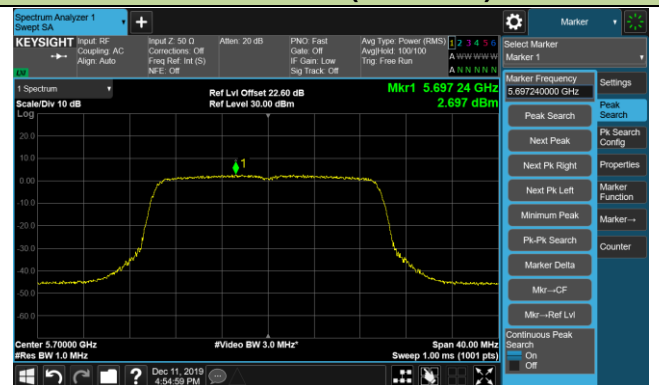 Spectrum Analyzer 1
Swept SA
+
Marker
KEYSIGHT
Input: RF
Coupling: AC
Align: Auto
Input Z: 50 Ω
Corrections: Off
Freq Ref: Int (S)
NFE: Off
Atten: 20 dB
PNO: Fast
Gate: Off
IF Gain: Low
Sig Track: Off
Avg Type: Power (RMS)
Avg|Hold: 100/100
Trig: Free Run
1 2 3 4 5 6
A W W W W W
A N N N N N
LXI
Select Marker
Marker 1
1 Spectrum
Scale/Div 10 dB
Log
Ref Lvl Offset 22.60 dB
Ref Level 30.00 dBm
Mkr1 5.697 24 GHz
2.697 dBm
20.0
10.0
0.00
-10.0
-20.0
-30.0
-40.0
-50.0
-60.0
1
Center 5.70000 GHz
#Res BW 1.0 MHz
#Video BW 3.0 MHz*
Span 40.00 MHz
Sweep 1.00 ms (1001 pts)
Marker Frequency
5.697240000 GHz
Peak Search
Next Peak
Next Pk Right
Next Pk Left
Minimum Peak
Pk-Pk Search
Marker Delta
Mkr→CF
Mkr→Ref Lvl
Continuous Peak
Search
On
Off
Settings
Peak
Search
Pk Search
Config
Properties
Marker
Function
Marker→
Counter
?
Dec 11, 2019
4:54:59 PM